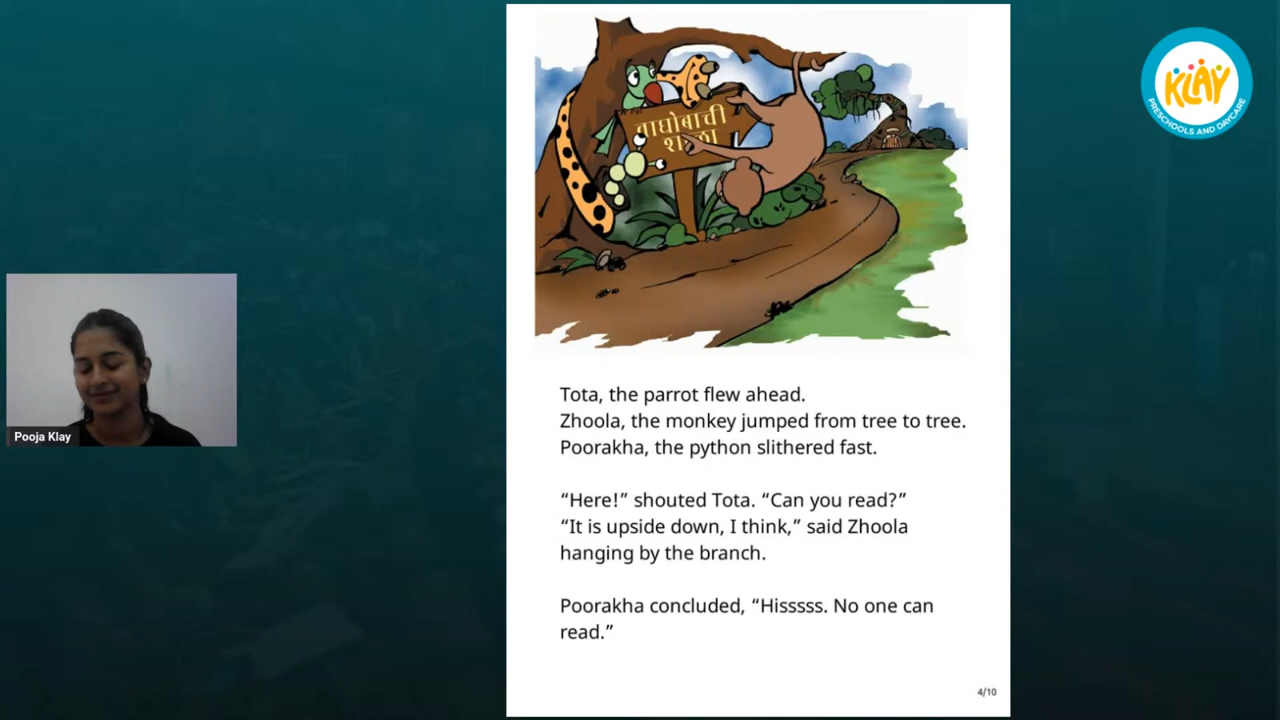 KLAY
PRESCHOOLS AND DAYCARE
वाघोबाची
शाळा
Tota, the parrot flew ahead.
Zhoola, the monkey jumped from tree to tree.
Poorakha, the python slithered fast.
“Here!” shouted Tota. “Can you read?”
“It is upside down, I think,” said Zhoola
hanging by the branch.
Poorakha concluded, “Hisssss. No one can
read.”
4/10
Pooja Klay